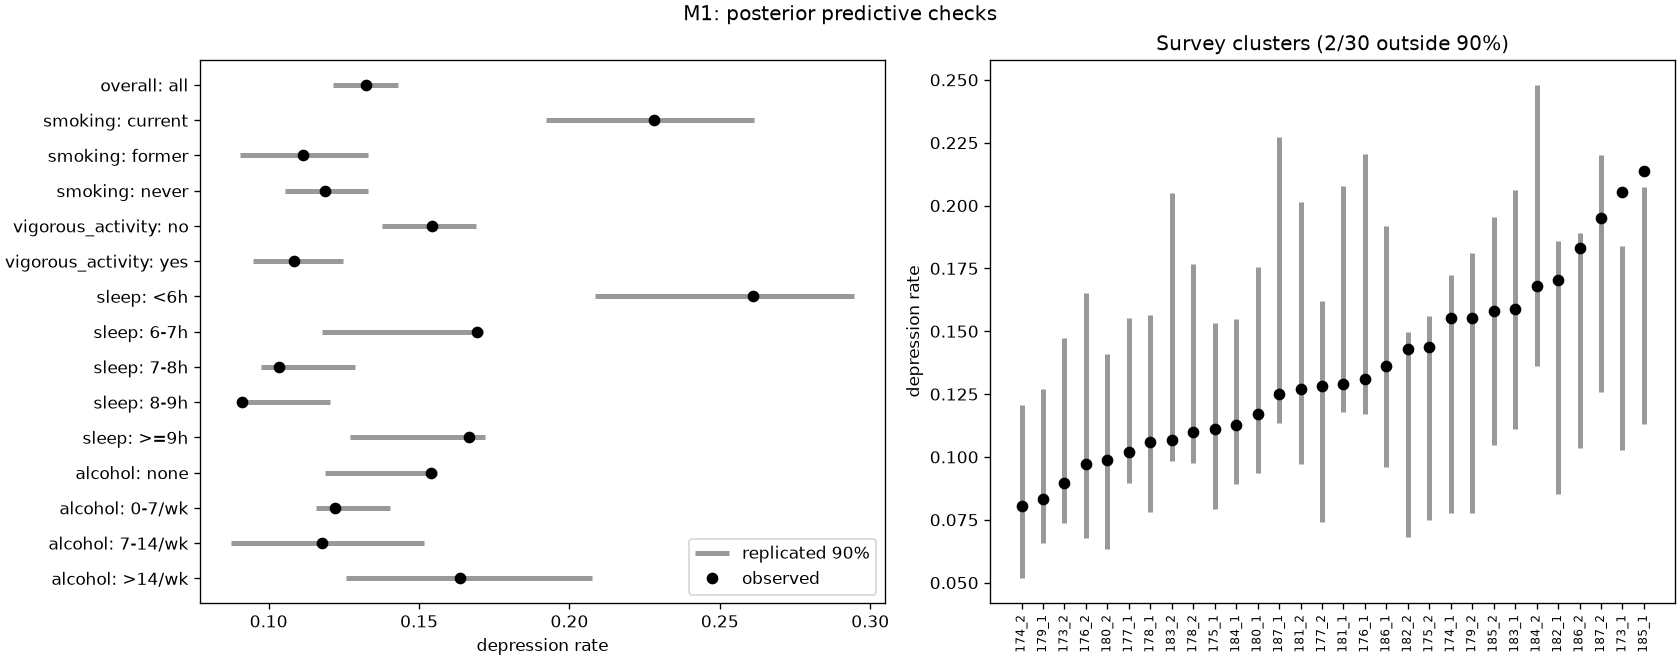 M1: posterior predictive checks
overall: all
smoking: current
smoking: former
smoking: never
vigorous_activity: no
vigorous_activity: yes
sleep: <6h
sleep: 6-7h
sleep: 7-8h
sleep: 8-9h
sleep: >=9h
alcohol: none
alcohol: 0-7/wk
alcohol: 7-14/wk
alcohol: >14/wk
replicated 90%
observed
0.10 0.15 0.20 0.25 0.30
depression rate
Survey clusters (2/30 outside 90%)
depression rate
0.250
0.225
0.200
0.175
0.150
0.125
0.100
0.075
0.050
174_2 179_1 173_2 176_2 180_2 177_1 178_1 183_2 178_2 175_1 184_1 180_1 187_1 181_2 177_2 181_1 176_1 186_1 182_2 175_2 174_1 179_2 185_2 183_1 184_2 182_1 186_2 187_2 173_1 185_1